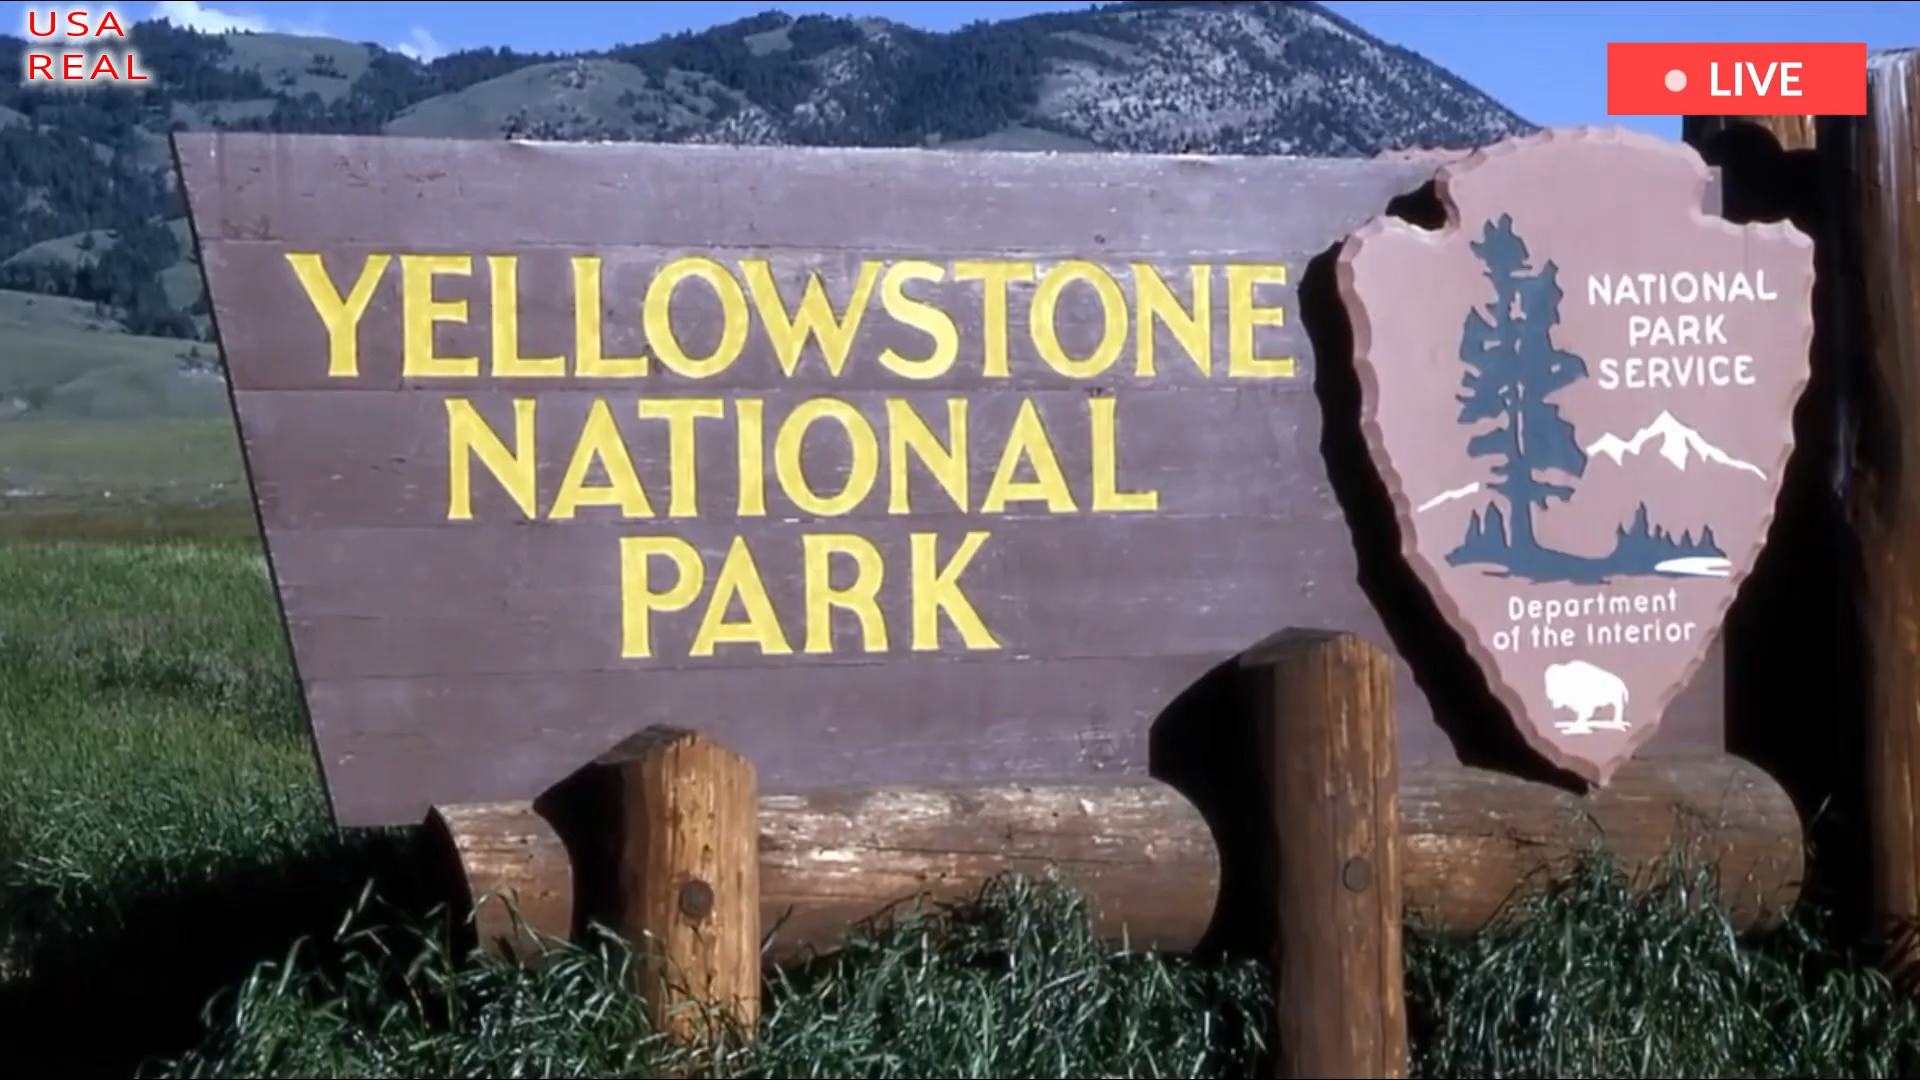 USA
REAL
LIVE
YELLOWSTONE
NATIONAL
PARK
NATIONAL
PARK
SERVICE
Department
of the Interior